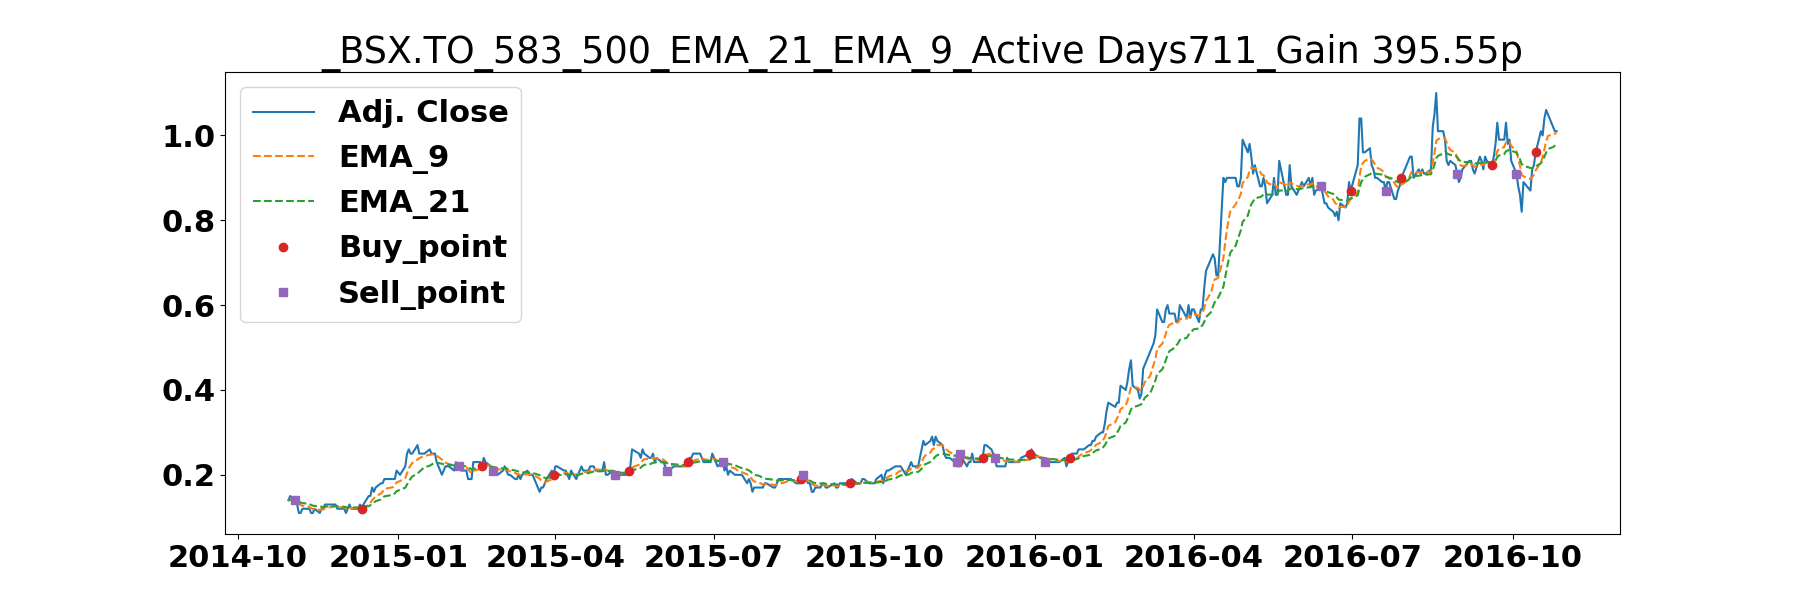 _BSX.TO_583_500_EMA_21_EMA_9_Active Days711_Gain 395.55p
Adj. Close
EMA_9
EMA_21
Buy_point
Sell_point
1.0
0.8
0.6
0.4
0.2
2014-10 2015-01 2015-04 2015-07 2015-10 2016-01 2016-04 2016-07 2016-10